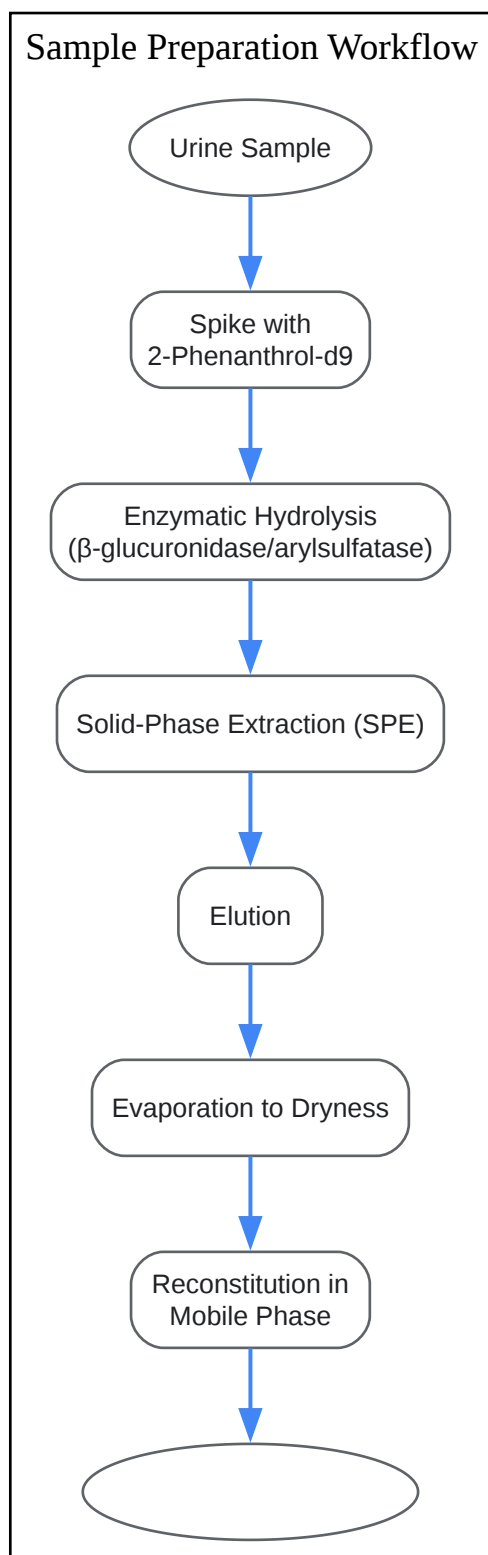 Sample Preparation Workflow
Urine Sample
Spike with
2-Phenanthrol-d9
Enzymatic Hydrolysis
(β-glucuronidase/arylsulfatase)
Solid-Phase Extraction (SPE)
Elution
Evaporation to Dryness
Reconstitution in
Mobile Phase